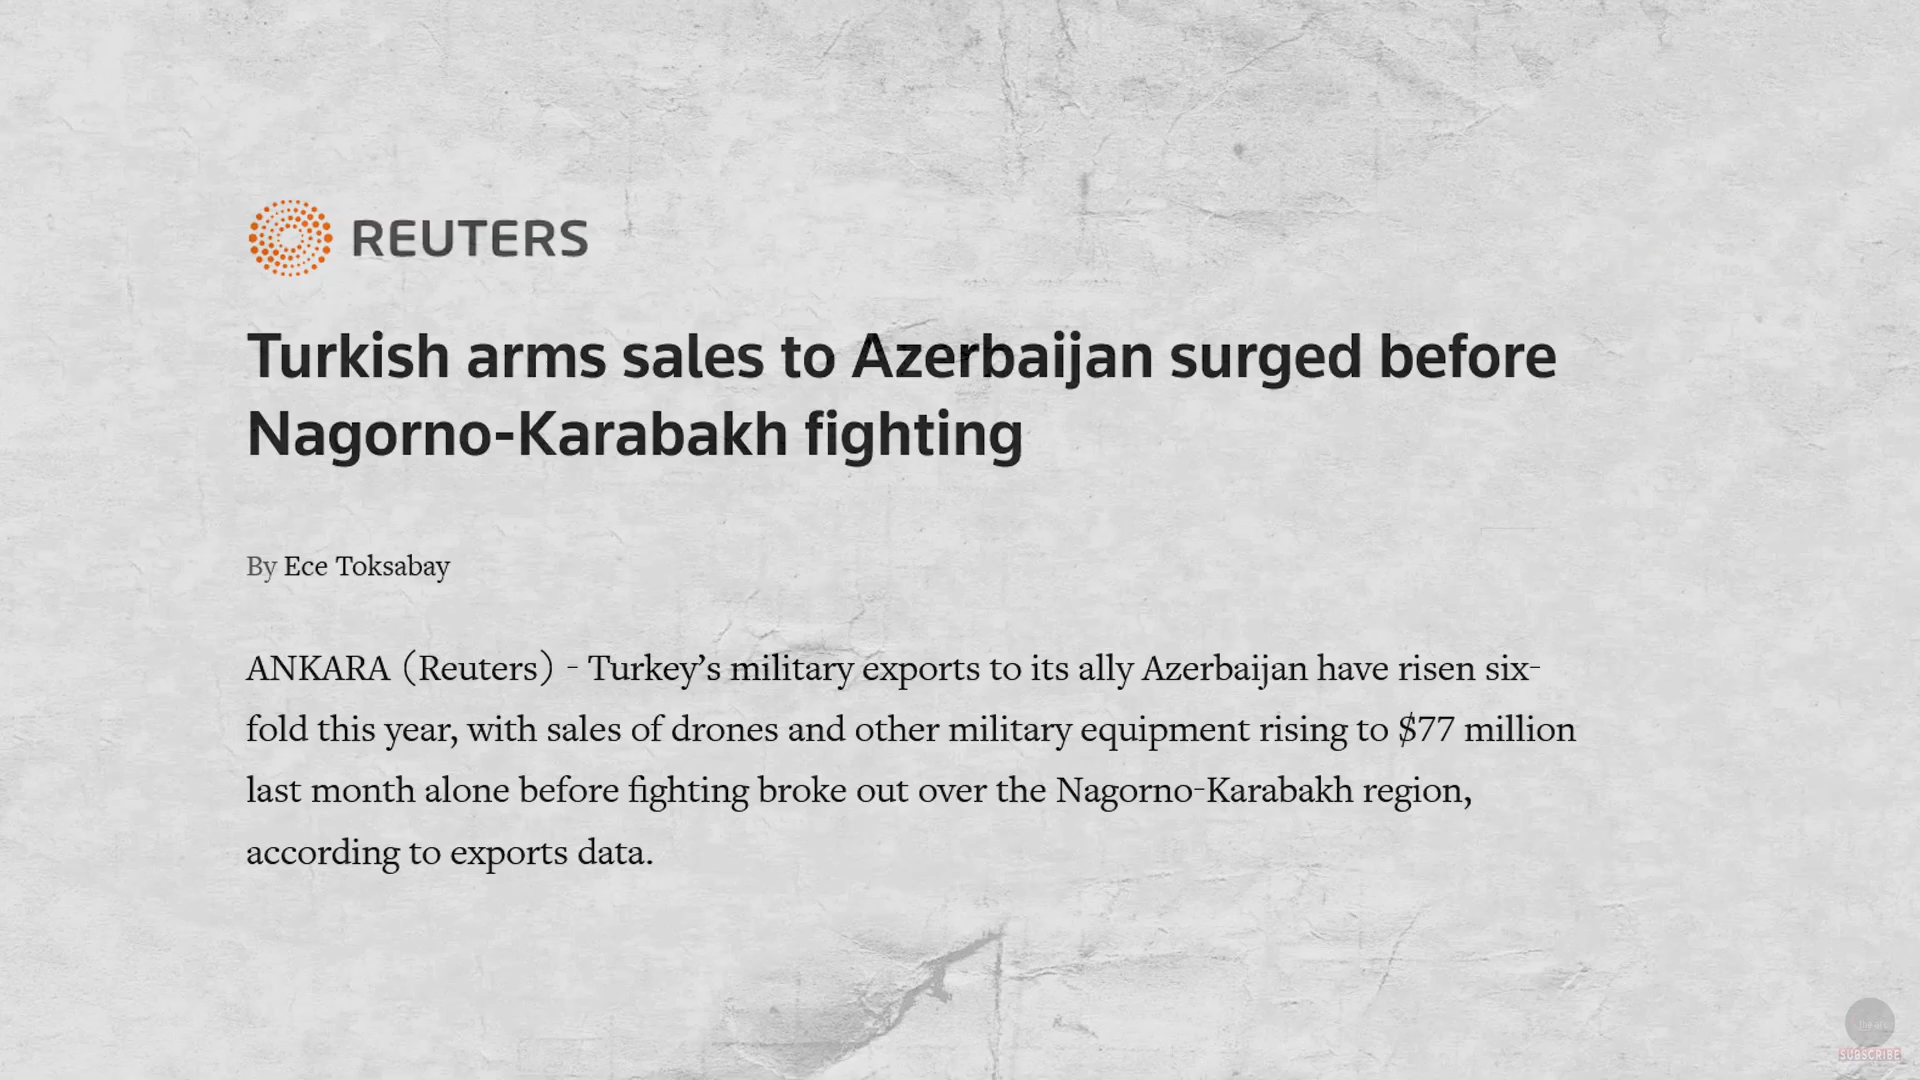 REUTERS
Turkish arms sales to Azerbaijan surged before
Nagorno-Karabakh fighting
By Ece Toksabay
ANKARA (Reuters) - Turkey's military exports to its ally Azerbaijan have risen six-
fold this year, with sales of drones and other military equipment rising to $77 million
last month alone before fighting broke out over the Nagorno-Karabakh region,
according to exports data.
SUBSCRIBE